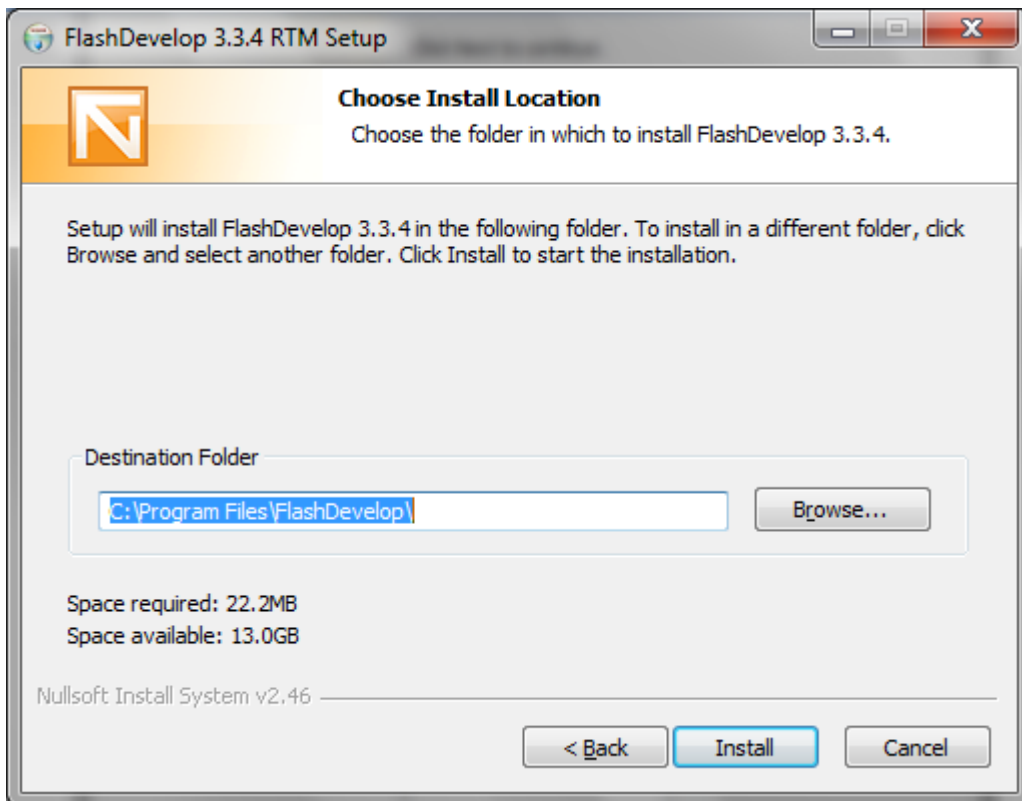 FlashDevelop 3.3.4 RTM Setup
Choose Install Location
Choose the folder in which to install FlashDevelop 3.3.4.
Setup will install FlashDevelop 3.3.4 in the following folder. To install in a different folder, click
Browse and select another folder. Click Install to start the installation.
Destination Folder
C:\Program Files\FlashDevelop\
Browse...
Space required: 22.2MB
Space available: 13.0GB
Nullsoft Install System v2.46
< Back
Install
Cancel